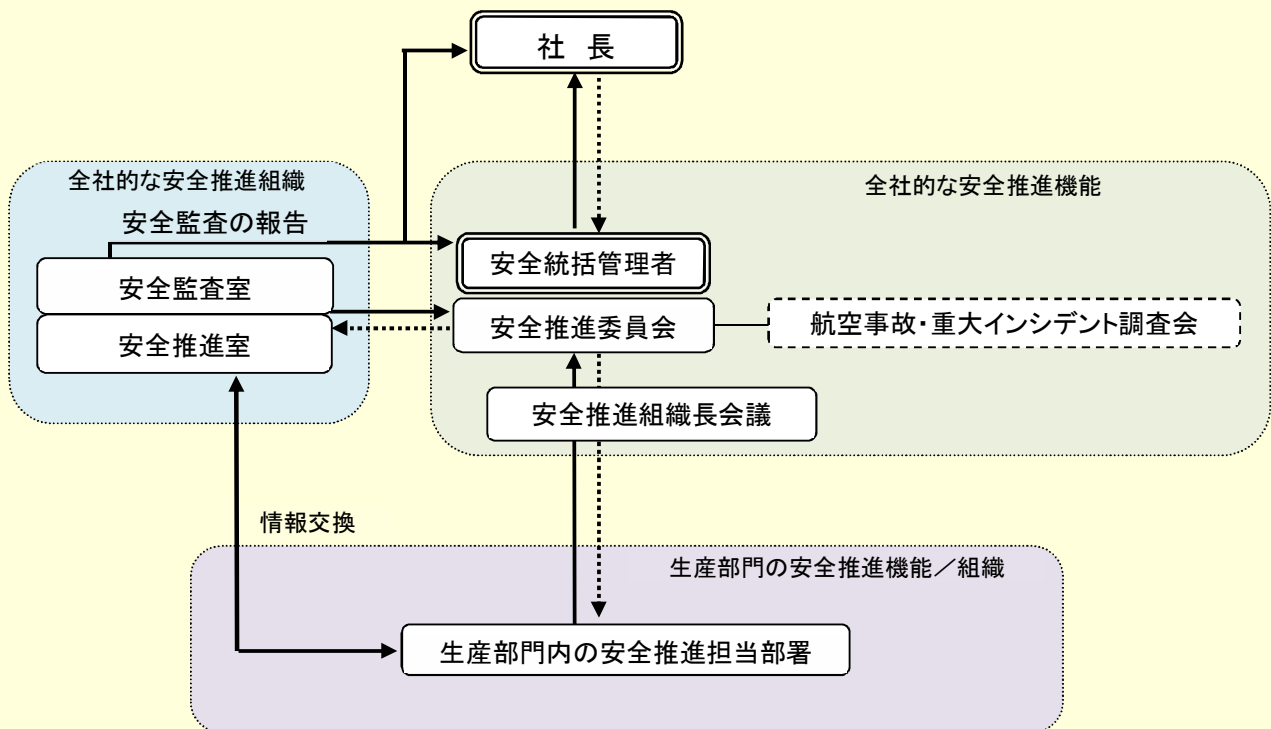 社 長
全社的な安全推進組織
全社的な安全推進機能
安全監査の報告
安全統括管理者
安全監査室
安全推進委員会
航空事故・重大インシデント調査会
安全推進室
安全推進組織長会議
情報交換
生産部門の安全推進機能／組織
生産部門内の安全推進担当部署